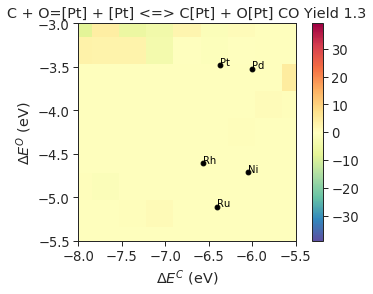 C + O=[Pt] + [Pt] <=> C[Pt] + O[Pt] CO Yield 1.3
−3.0
−3.5
−4.0
−4.5
−5.0
−5.5
ΔE^O (eV)
Pt
Pd
Rh
Ni
Ru
−8.0 −7.5 −7.0 −6.5 −6.0 −5.5
ΔE^C (eV)
30
20
10
0
−10
−20
−30